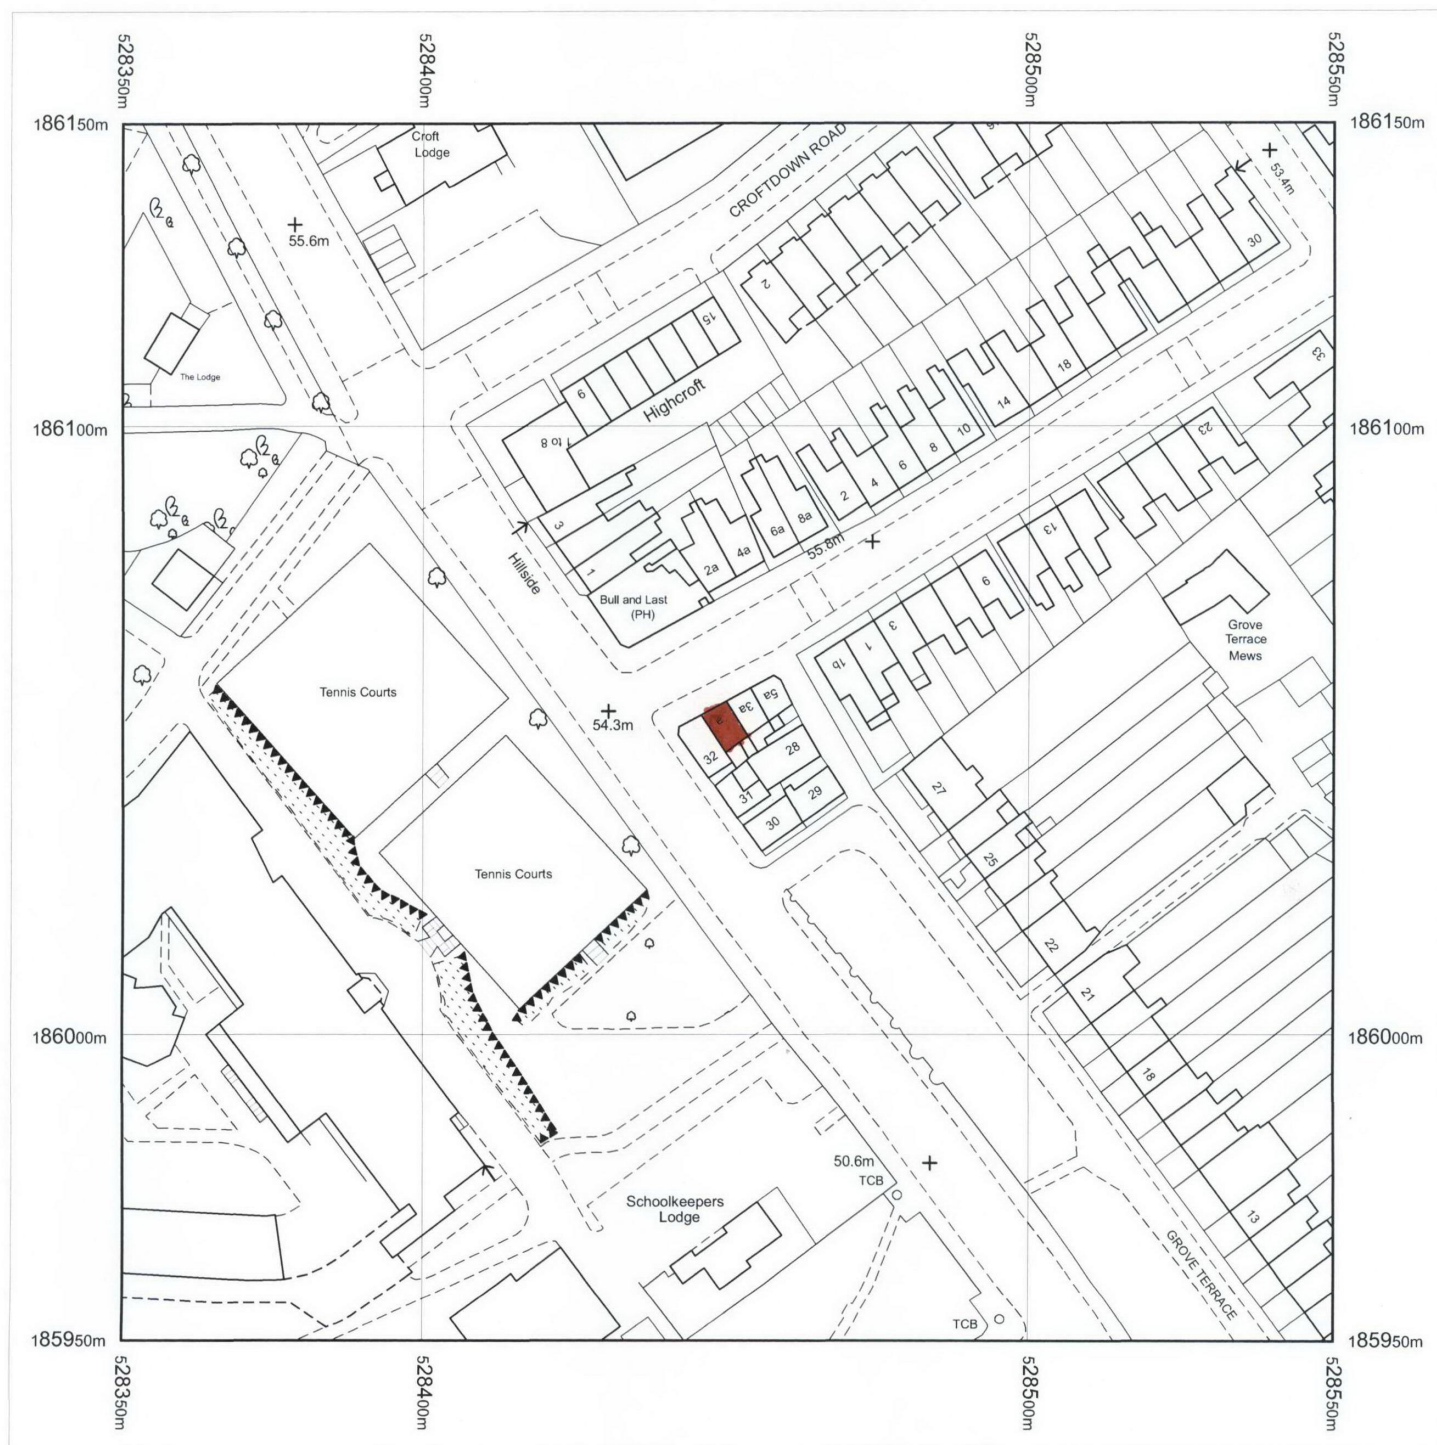 528350m
528400m
528500m
528550m
186150m
186150m
Croft
Lodge
CROFTDOWN ROAD
53.4m
55.6m
30
2
15
The Lodge
9
Highcroft
18
33
14
186100m
186100m
1 to 8
10
8
6
4
2
23
3
8a
6a
4a
2a
55.8m
13
1
Hillside
Bull and Last
(PH)
9
3
1
1b
Grove
Terrace
Mews
Tennis Courts
5a
3a
54.3m
32
28
31
29
27
30
25
Tennis Courts
22
21
186000m
186000m
18
50.6m
TCB
Schoolkeepers
Lodge
13
GROVE TERRACE
TCB
185950m
185950m
528350m
528400m
528500m
528550m